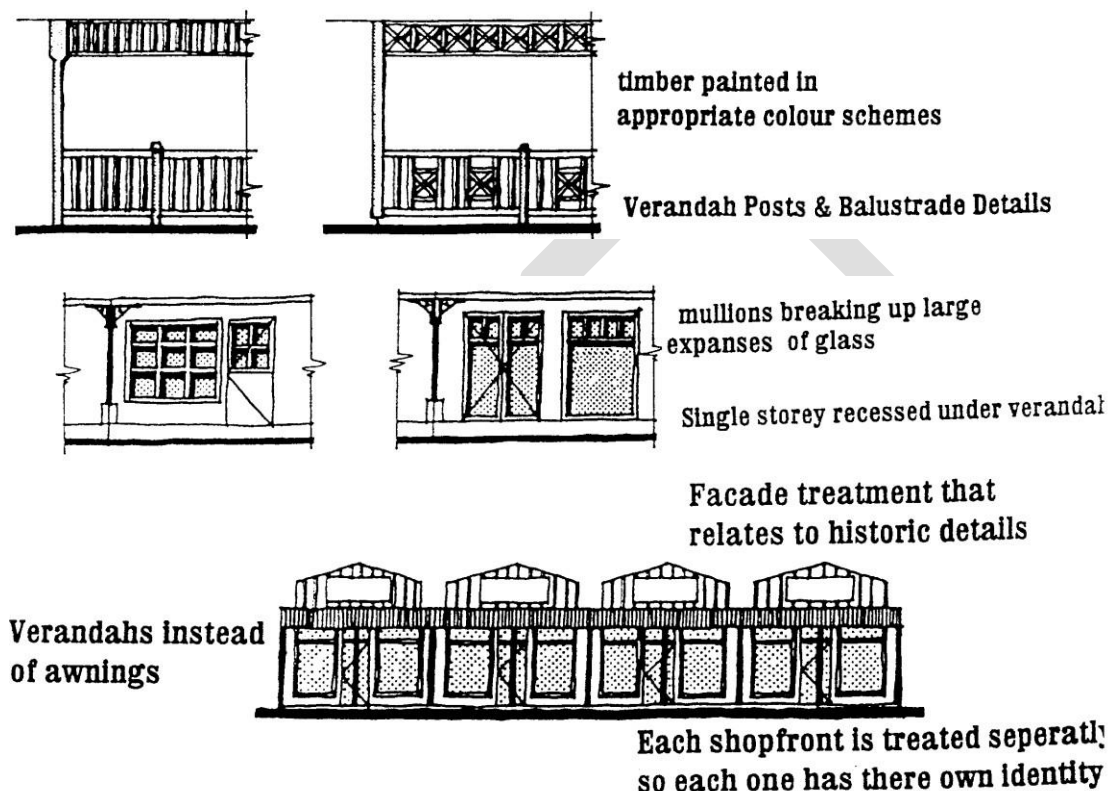 timber painted in
appropriate colour schemes
Verandah Posts & Balustrade Details
mullions breaking up large
expanses of glass
Single storey recessed under verandah
Facade treatment that
relates to historic details
Verandahs instead
of awnings
Each shopfront is treated seperatly
so each one has there own identity